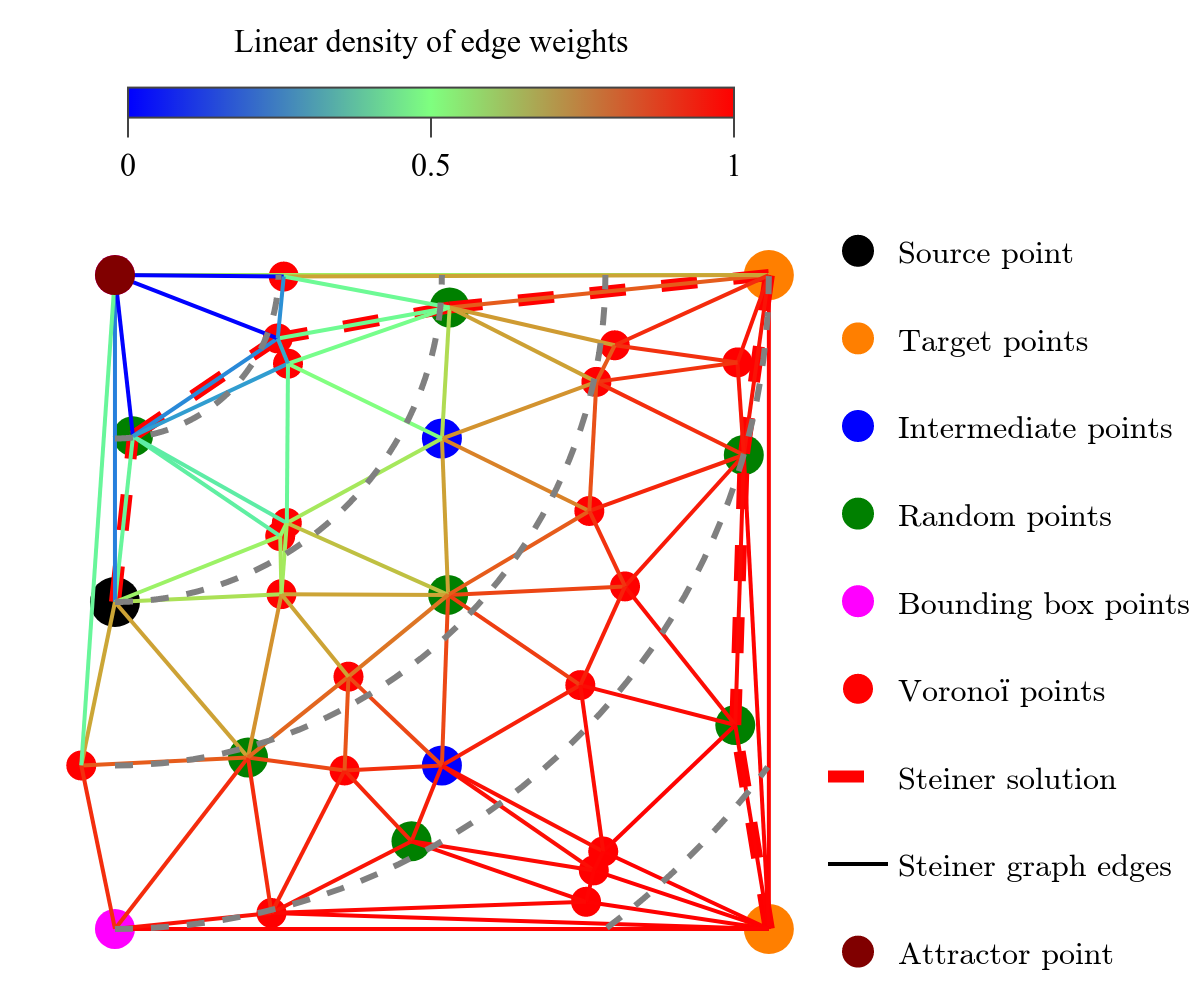 Linear density of edge weights
0 0.5 1
Source point
Target points
Intermediate points
Random points
Bounding box points
Voronoï points
Steiner solution
Steiner graph edges
Attractor point